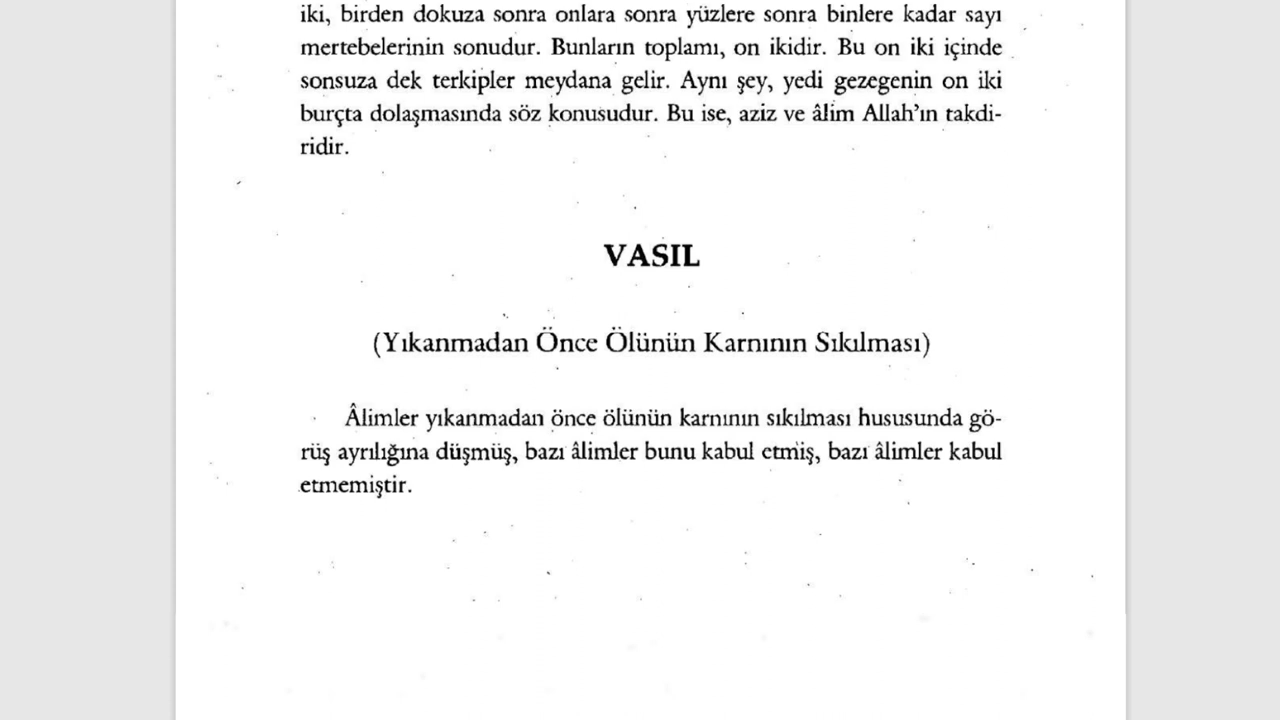 iki, birden dokuza sonra onlara sonra yüzlere sonra binlere kadar sayı
mertebelerinin sonudur. Bunların toplamı, on ikidir. Bu on iki içinde
sonsuza dek terkipler meydana gelir. Aynı şey, yedi gezegenin on iki
burçta dolaşmasında söz konusudur. Bu ise, aziz ve âlim Allah'ın takdi-
ridir.
VASIL
(Yıkanmadan Önce Ölünün Karnının Sıkılması)
Âlimler yıkanmadan önce ölünün karnının sıkılması hususunda gö-
rüş ayrılığına düşmüş, bazı âlimler bunu kabul etmiş, bazı âlimler kabul
etmemiştir.